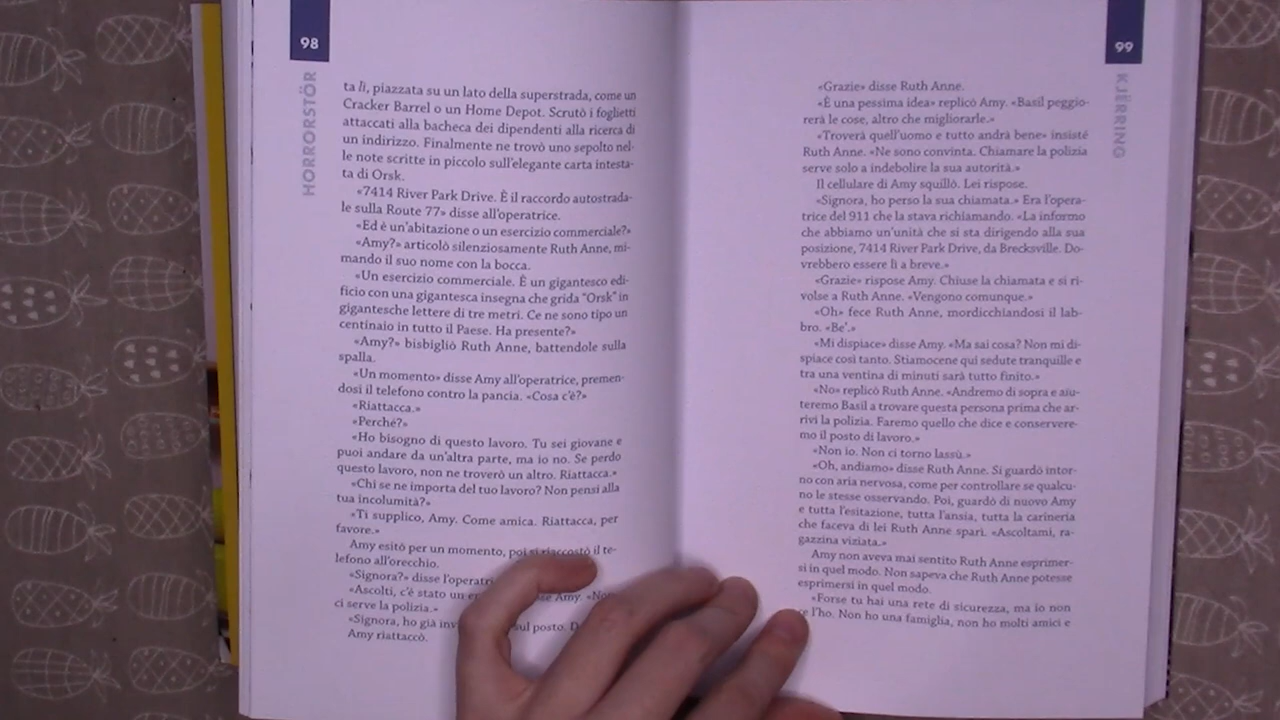 98
HORRORSTÖR
ta lì, piazzata su un lato della superstrada, come un
Cracker Barrel o un Home Depot. Scrutò i foglietti
attaccati alla bacheca dei dipendenti alla ricerca di
un indirizzo. Finalmente ne trovò uno sepolto nel-
le note scritte in piccolo sull'elegante carta intesta-
ta di Orsk.
«7414 River Park Drive. È il raccordo autostrada-
le sulla Route 77» disse all'operatrice.
«Ed è un'abitazione o un esercizio commerciale?»
«Amy?» articolò silenziosamente Ruth Anne, mi-
mando il suo nome con la bocca.
«Un esercizio commerciale. È un gigantesco edi-
ficio con una gigantesca insegna che grida "Orsk" in
gigantesche lettere di tre metri. Ce ne sono tipo un
centinaio in tutto il Paese. Ha presente?»
«Amy?» bisbigliò Ruth Anne, battendole sulla
spalla.
«Un momento» disse Amy all'operatrice, premen-
dosi il telefono contro la pancia. «Cosa c'è?»
«Riattacca.»
«Perché?»
«Ho bisogno di questo lavoro. Tu sei giovane e
puoi andare da un'altra parte, ma io no. Se perdo
questo lavoro, non ne troverò un altro. Riattacca.»
«Chi se ne importa del tuo lavoro? Non pensi alla
tua incolumità?»
«Ti supplico, Amy. Come amica. Riattacca, per
favore.»
Amy esitò per un momento, poi si riaccostò il te-
lefono all'orecchio.
«Signora?» disse l'operatri
«Ascolti, c'è stato un Amy. «Non
ci serve la polizia.»
«Signora, ho già inv sul posto.
Amy riattaccò.
99
KJËRRING
«Grazie» disse Ruth Anne.
«È una pessima idea» replicò Amy. «Basil peggio-
rerà le cose, altro che migliorarle.»
«Troverà quell'uomo e tutto andrà bene» insisté
Ruth Anne. «Ne sono convinta. Chiamare la polizia
serve solo a indebolire la sua autorità.»
Il cellulare di Amy squillò. Lei rispose.
«Signora, ho perso la sua chiamata.» Era l'opera-
trice del 911 che la stava richiamando. «La informo
che abbiamo un'unità che si sta dirigendo alla sua
posizione, 7414 River Park Drive, da Brecksville. Do-
vrebbero essere lì a breve.»
«Grazie» rispose Amy. Chiuse la chiamata e si ri-
volse a Ruth Anne. «Vengono comunque.»
«Oh» fece Ruth Anne, mordicchiandosi il lab-
bro. «Be'.»
«Mi dispiace» disse Amy. «Ma sai cosa? Non mi di-
spiace così tanto. Stiamocene qui sedute tranquille e
tra una ventina di minuti sarà tutto finito.»
«No» replicò Ruth Anne. «Andremo di sopra e aiu-
teremo Basil a trovare questa persona prima che ar-
rivi la polizia. Faremo quello che dice e conservere-
mo il posto di lavoro.»
«Non io. Non ci torno lassù.»
«Oh, andiamo» disse Ruth Anne. Si guardò intor-
no con aria nervosa, come per controllare se qualcu-
no le stesse osservando. Poi, guardò di nuovo Amy
e tutta l'esitazione, tutta l'ansia, tutta la carineria
che faceva di lei Ruth Anne sparì. «Ascoltami, ra-
gazzina viziata.»
Amy non aveva mai sentito Ruth Anne esprimer-
si in quel modo. Non sapeva che Ruth Anne potesse
esprimersi in quel modo.
«Forse tu hai una rete di sicurezza, ma io non
ce l'ho. Non ho una famiglia, non ho molti amici e